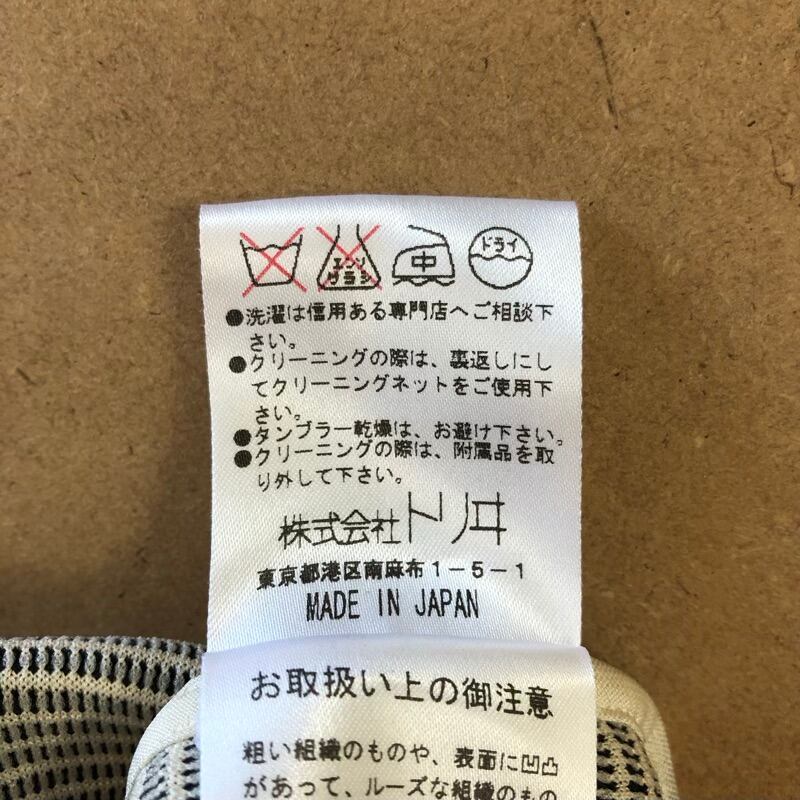 エンソ
サラシ
中
ドライ
●洗濯は信用ある専門店へご相談下
さい。
●クリーニングの際は、裏返しにし
てクリーニングネットをご使用下
さい。
●タンブラー乾燥は、お避け下さい。
●クリーニングの際は、附属品を取
り外して下さい。
株式会社トリヰ
東京都港区南麻布1-5-1
MADE IN JAPAN
お取扱い上の御注意
粗い組織のものや、表面に凹凸
があって、ルーズな組織のもの